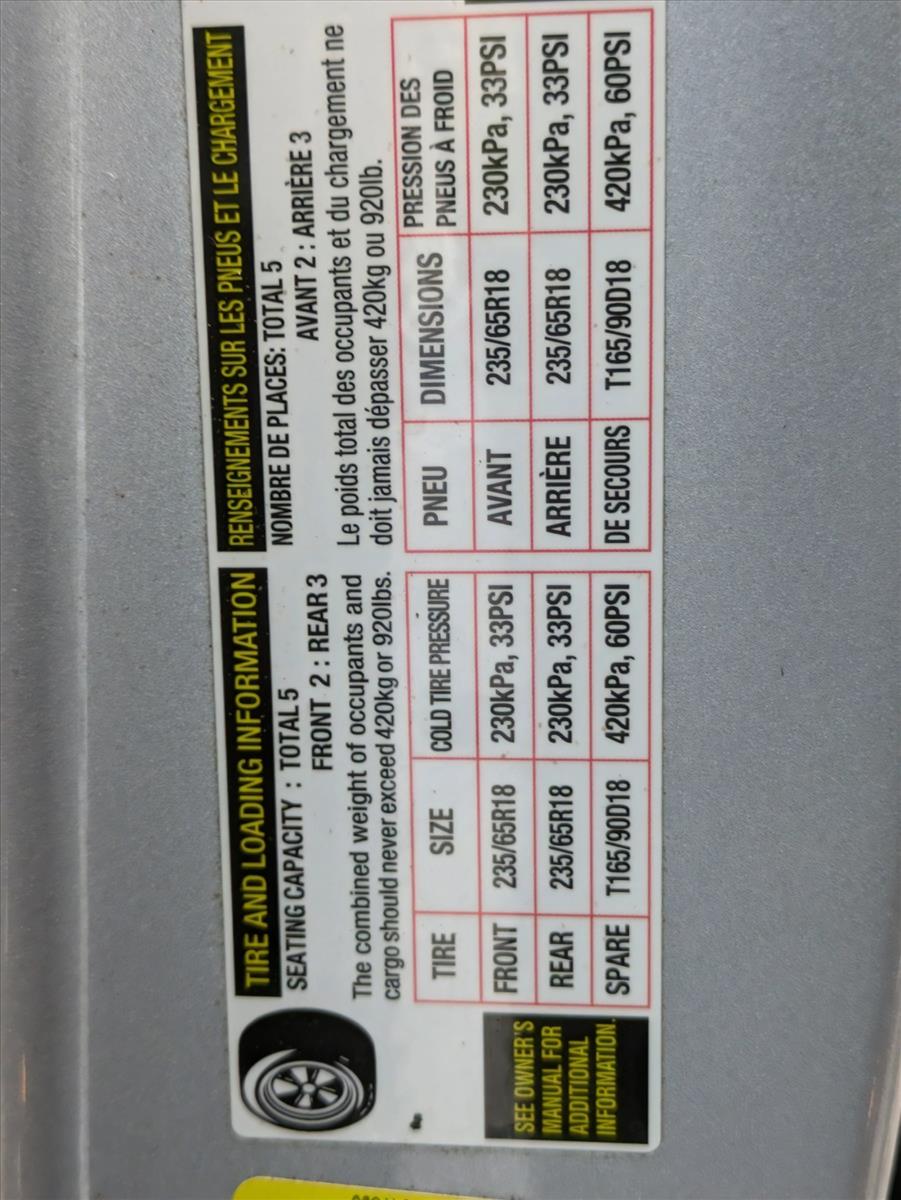 TIRE AND LOADING INFORMATION
SEATING CAPACITY : TOTAL 5
FRONT 2 : REAR 3
The combined weight of occupants and
cargo should never exceed 420kg or 920lbs.
TIRE SIZE COLD TIRE PRESSURE
FRONT 235/65R18 230kPa, 33PSI
REAR 235/65R18 230kPa, 33PSI
SPARE T165/90D18 420kPa, 60PSI
SEE OWNER'S
MANUAL FOR
ADDITIONAL
INFORMATION.
RENSEIGNEMENTS SUR LES PNEUS ET LE CHARGEMENT
NOMBRE DE PLACES: TOTAL 5
AVANT 2 : ARRIÈRE 3
Le poids total des occupants et du chargement ne
doit jamais dépasser 420kg ou 920lb.
PNEU DIMENSIONS PRESSION DES
PNEUS À FROID
AVANT 235/65R18 230kPa, 33PSI
ARRIÈRE 235/65R18 230kPa, 33PSI
DE SECOURS T165/90D18 420kPa, 60PSI